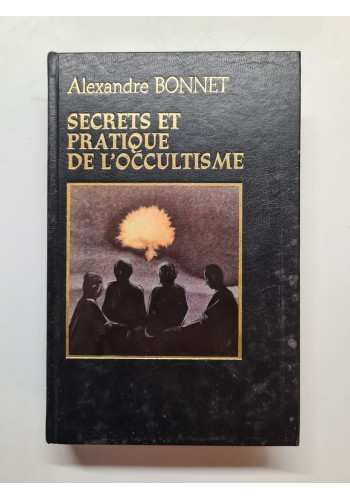 Alexandre BONNET
SECRETS ET
PRATIQUE
DE L'OCCULTISME